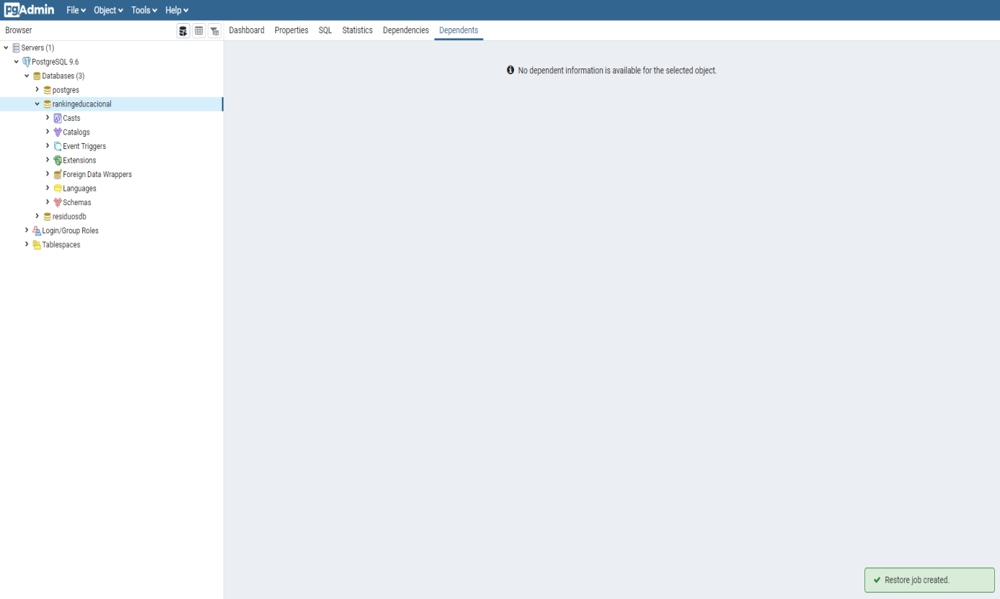 pgAdmin File Object Tools Help
Browser
Dashboard Properties SQL Statistics Dependencies Dependents
Servers (1)
PostgreSQL 9.6
Databases (3)
postgres
rankingeducacional
Casts
Catalogs
Event Triggers
Extensions
Foreign Data Wrappers
Languages
Schemas
residuosdb
Login/Group Roles
Tablespaces
No dependent information is available for the selected object.
Restore job created.